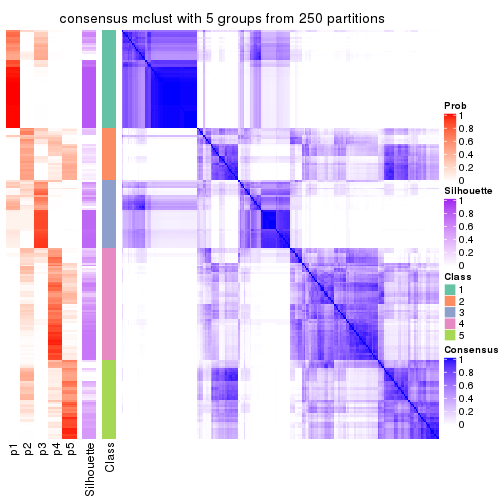 consensus mclust with 5 groups from 250 partitions
Prob
1
0.8
0.6
0.4
0.2
0
Silhouette
1
0.8
0.6
0.4
0.2
0
Class
1
2
3
4
5
Consensus
1
0.8
0.6
0.4
0.2
0
p1
p2
p3
p4
p5
Silhouette
Class